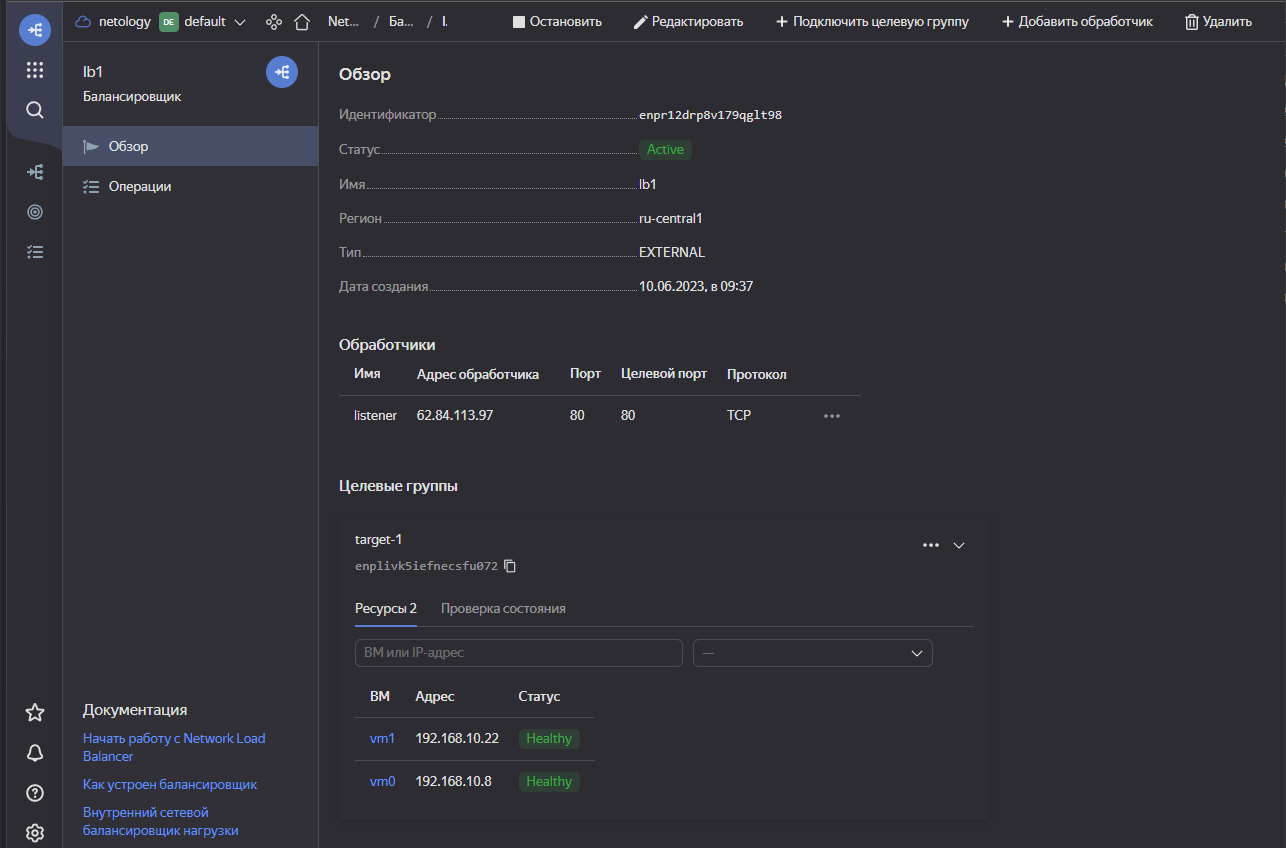 netology DE default Net... / Ба... / l. Остановить Редактировать + Подключить целевую группу + Добавить обработчик Удалить
lb1
Балансировщик
Обзор
Операции
Документация
Начать работу с Network Load
Balancer
Как устроен балансировщик
Внутренний сетевой
балансировщик нагрузки
Обзор
Идентификатор enpr12drp8v179qglt98
Статус Active
Имя lb1
Регион ru-central1
Тип EXTERNAL
Дата создания 10.06.2023, в 09:37
Обработчики
Имя Адрес обработчика Порт Целевой порт Протокол
listener 62.84.113.97 80 80 TCP
Целевые группы
target-1
enplivk5iefnecsfu072
Ресурсы 2 Проверка состояния
ВМ или IP-адрес —
ВМ Адрес Статус
vm1 192.168.10.22 Healthy
vm0 192.168.10.8 Healthy